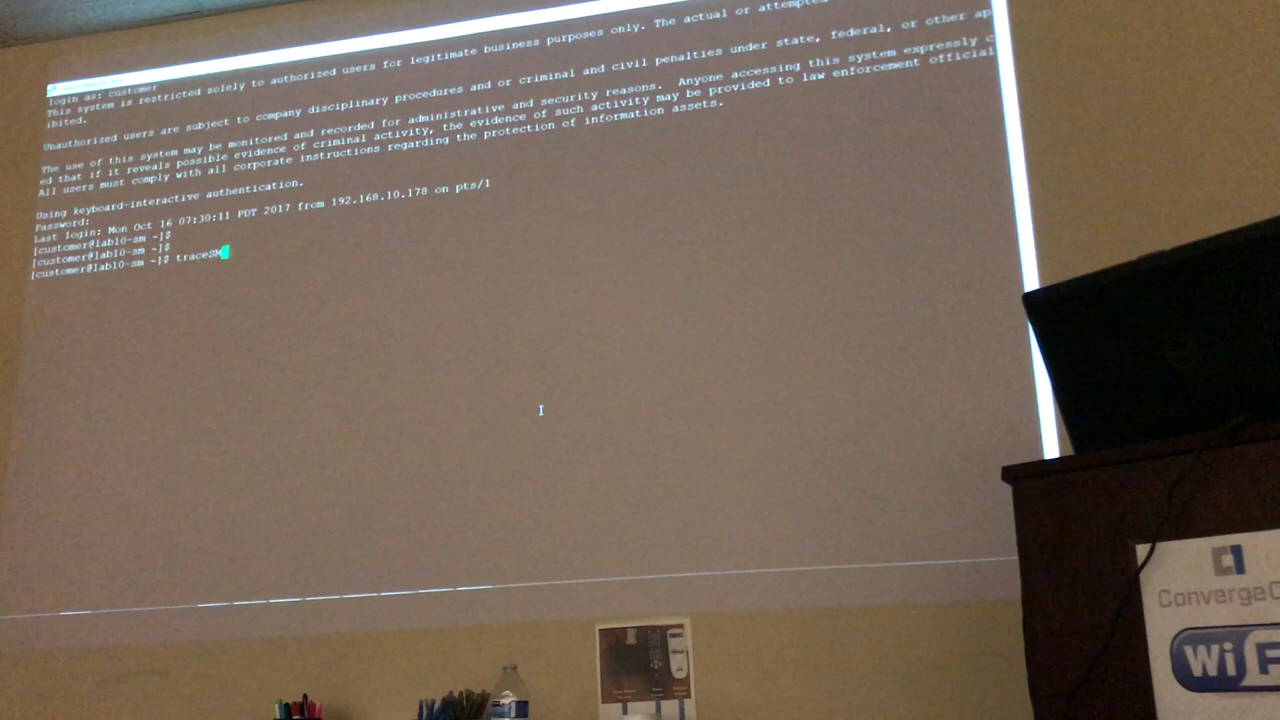 login as: customer
This system is restricted solely to authorized users for legitimate business purposes only. The actual or attempted
ibited.
Unauthorized users are subject to company disciplinary procedures and or criminal and civil penalties under state, federal, or other ap
The use of this system may be monitored and recorded for administrative and security reasons. Anyone accessing this system expressly c
ed that if it reveals possible evidence of criminal activity, the evidence of such activity may be provided to law enforcement official
All users must comply with all corporate instructions regarding the protection of information assets.
Using keyboard-interactive authentication.
Password:
Last login: Mon Oct 16 07:30:11 PDT 2017 from 192.168.10.178 on pts/1
[customer@lab10-sm ~]$
[customer@lab10-sm ~]$
[customer@lab10-sm ~]$ traceSM
ConvergeO
Wi F